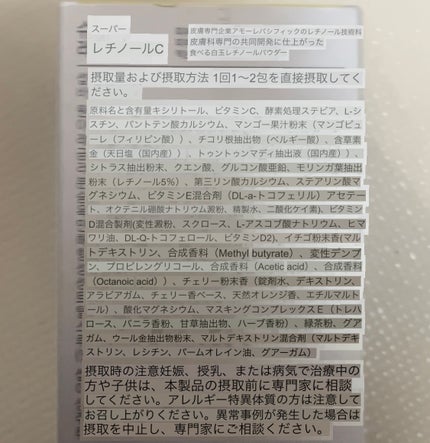 スーパー
レチノールC
皮膚専門企業アモーレパシフィックのレチノール技術科
皮膚科専門の共同開発に仕上がった
食べる白玉レチノールパウダー
摂取量および摂取方法 1回1〜2包を直接摂取してく
ださい。
原料名と含有量キシリトール、ビタミンC、酵素処理ステビア、L-シ
スチン、パントテン酸カルシウム、マンゴー果汁粉末（マンゴピュ
ーレ（フィリピン産））、チコリ根抽出物（ベルギー産）、含草素
金（天日塩（国内産））、トゥントゥンマディ抽出液（国内産））、
シトラス抽出粉末、クエン酸、グルコン酸亜鉛、モリンガ葉抽出
粉末（レチノール5%）、第三リン酸カルシウム、ステアリン酸マ
グネシウム、ビタミンE混合剤（DL-a-トコフェリル）アセテー
ト、オクテニル硼酸ナトリウム澱粉、精製水、二酸化ケイ素)、ビタミン
D混合製剤(変性澱粉、スクロース、L-アスコブ酸ナトリウム、ヒマ
ワリ油、DL-Q-トコフェロール、ビタミンD2)、イチゴ粉末香(マル
トデキストリン、合成香料（Methyl butyrate）、変性デンプ
ン、プロピレングリコール、合成香料（Acetic acid）、合成香料
（Octanoic acid））、チェリー粉末香（錠剤水、デキストリン、
アラビアガム、チェリー香ベース、天然オレンジ香、エチルマルト
ール）、酸化マグネシウム、マスキングコンプレックスE（トレハ
ロース、バニラ香粉、甘草抽出物、ハーブ香粉）、緑茶粉、グア
ガム、ウール金抽出物粉末、マルトデキストリン混合剤（マルトデキ
ストリン、レシチン、パームオレイン油、グアーガム）
摂取時の注意妊娠、授乳、または病気で治療中
の方や子供は、本製品の摂取前に専門家に相談
してください。アレルギー特異体質の方は注意して
お召し上がりください。異常事例が発生した場合は
摂取を中止し、専門家にご相談ください。